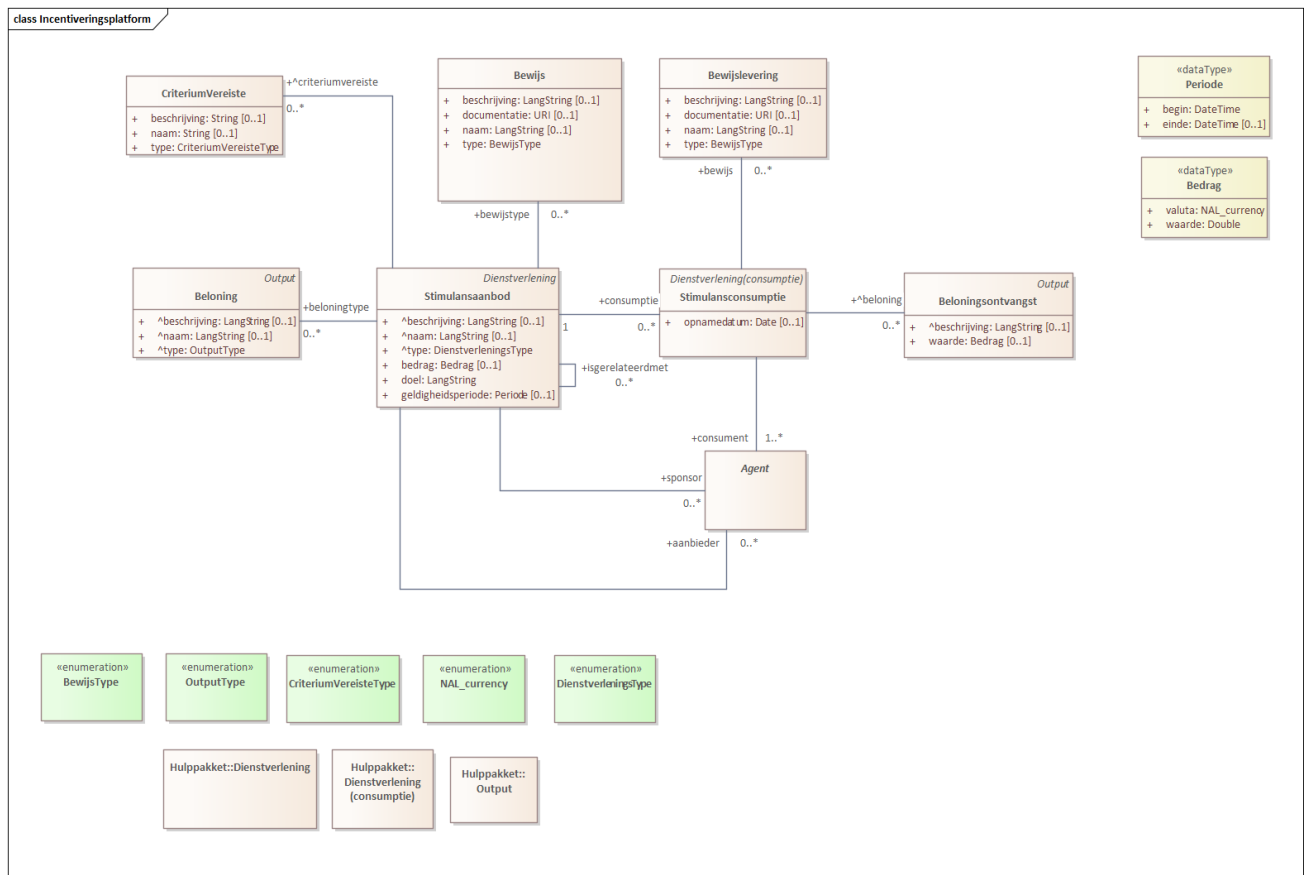 class Incentiveringsplatform
CriteriumVereiste
+ beschrijving: String [0..1]
+ naam: String [0..1]
+ type: CriteriumVereisteType
+^criteriumvereiste
0..*
Bewijs
+ beschrijving: LangString [0..1]
+ documentatie: URI [0..1]
+ naam: LangString [0..1]
+ type: BewijsType
+bewijstype
0..*
Bewijslevering
+ beschrijving: LangString [0..1]
+ documentatie: URI [0..1]
+ naam: LangString [0..1]
+ type: BewijsType
+bewijs
0..*
«dataType»
Periode
+ begin: DateTime
+ einde: DateTime [0..1]
«dataType»
Bedrag
+ valuta: NAL_currency
+ waarde: Double
Output
Beloning
+ ^beschrijving: LangString [0..1]
+ ^naam: LangString [0..1]
+ ^type: OutputType
+beloningtype
0..*
Dienstverlening
Stimulansaanbod
+ ^beschrijving: LangString [0..1]
+ ^naam: LangString [0..1]
+ ^type: DienstverleningsType
+ bedrag: Bedrag [0..1]
+ doel: LangString
+ geldigheidsperiode: Periode [0..1]
+consumptie
1
0..*
+isgerelateerdmet
0..*
Dienstverlening(consumptie)
Stimulansconsumptie
+ opnamedatum: Date [0..1]
+^beloning
0..*
Output
Beloningsontvangst
+ ^beschrijving: LangString [0..1]
+ waarde: Bedrag [0..1]
+consument
1..*
Agent
+sponsor
0..*
+aanbieder
0..*
«enumeration»
BewijsType
«enumeration»
OutputType
«enumeration»
CriteriumVereisteType
«enumeration»
NAL_currency
«enumeration»
DienstverleningsType
Hulppakket::Dienstverlening
Hulppakket::
Dienstverlening
(consumptie)
Hulppakket::
Output